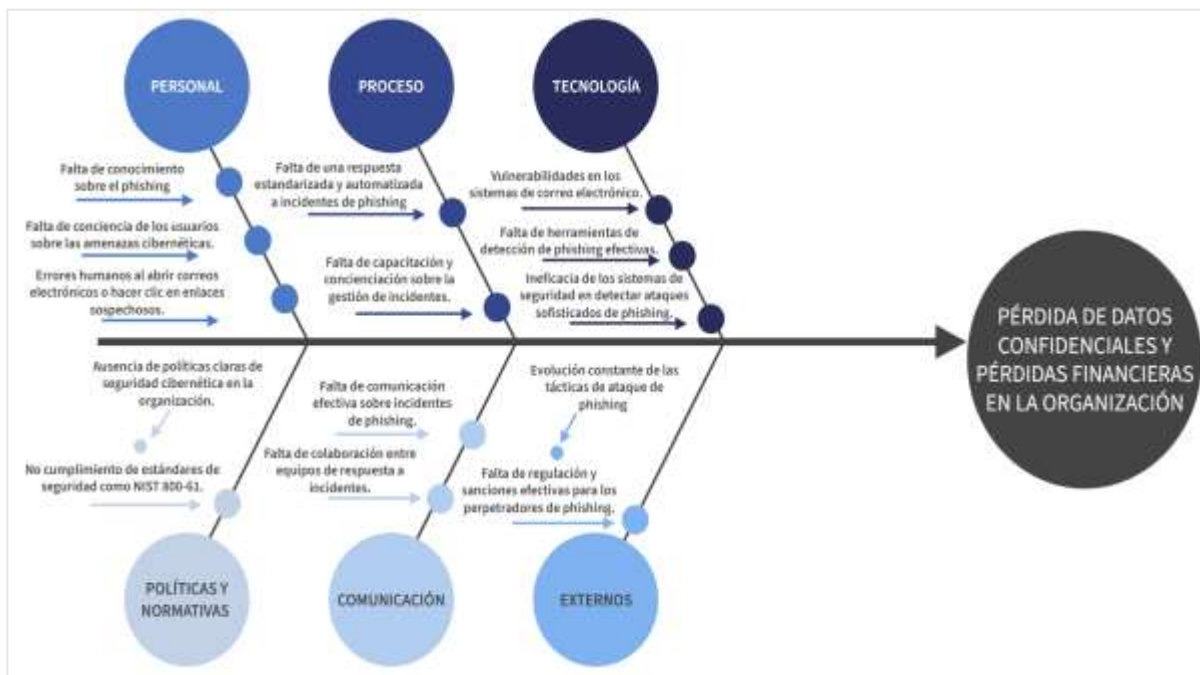 PERSONAL
PROCESO
TECNOLOGÍA
Falta de conocimiento
sobre el phishing
Falta de conciencia de los usuarios
sobre las amenazas cibernéticas.
Errores humanos al abrir correos
electrónicos o hacer clic en enlaces
sospechosos.
Falta de una respuesta
estandarizada y automatizada
a incidentes de phishing
Falta de capacitación y
concienciación sobre la
gestión de incidentes.
Vulnerabilidades en los
sistemas de correo electrónico.
Falta de herramientas de
detección de phishing efectivas.
Ineficacia de los sistemas de
seguridad en detectar ataques
sofisticados de phishing.
PÉRDIDA DE DATOS
CONFIDENCIALES Y
PÉRDIDAS FINANCIERAS
EN LA ORGANIZACIÓN
Ausencia de políticas claras de
seguridad cibernética en la
organización.
No cumplimiento de estándares de
seguridad como NIST 800-61.
Falta de comunicación
efectiva sobre incidentes
de phishing.
Falta de colaboración entre
equipos de respuesta a
incidentes.
Evolución constante de las
tácticas de ataque de
phishing
Falta de regulación y
sanciones efectivas para los
perpetradores de phishing.
POLÍTICAS Y
NORMATIVAS
COMUNICACIÓN
EXTERNOS